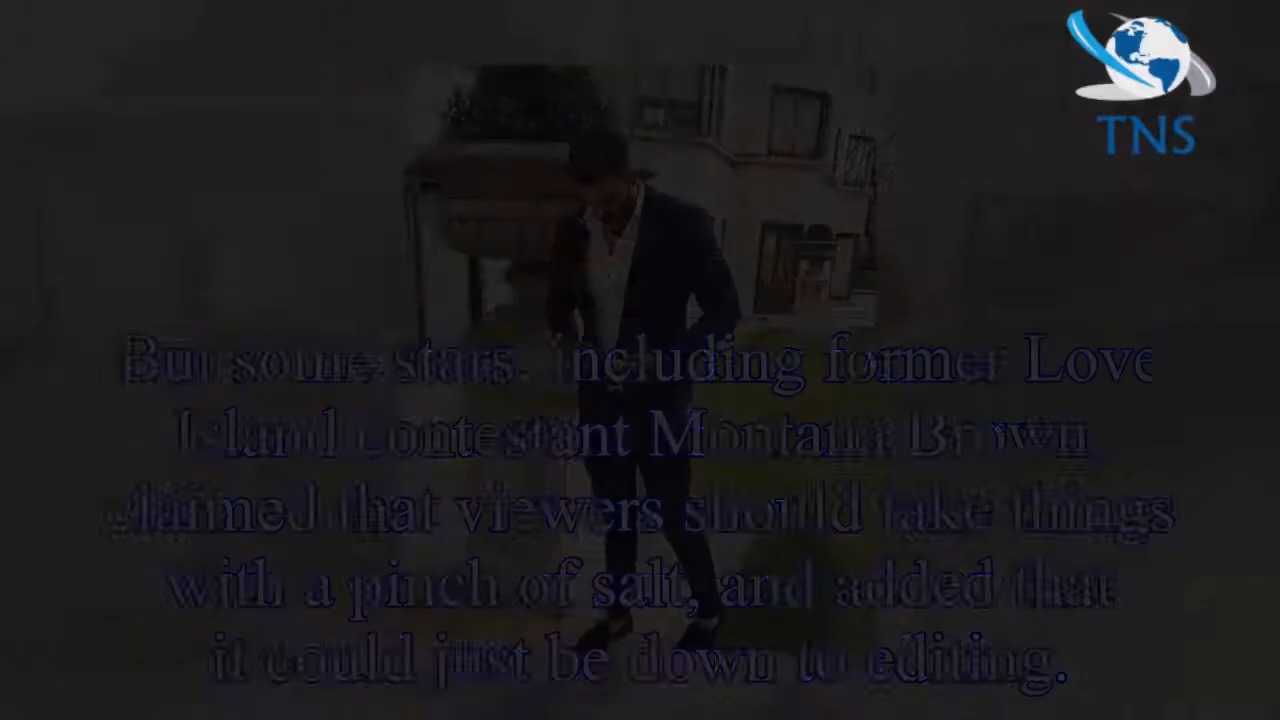 TNS
But some stars, including former Love
Island contestant Montana Brown,
claimed that viewers should take things
with a pinch of salt, and added that
it could just be down to editing.